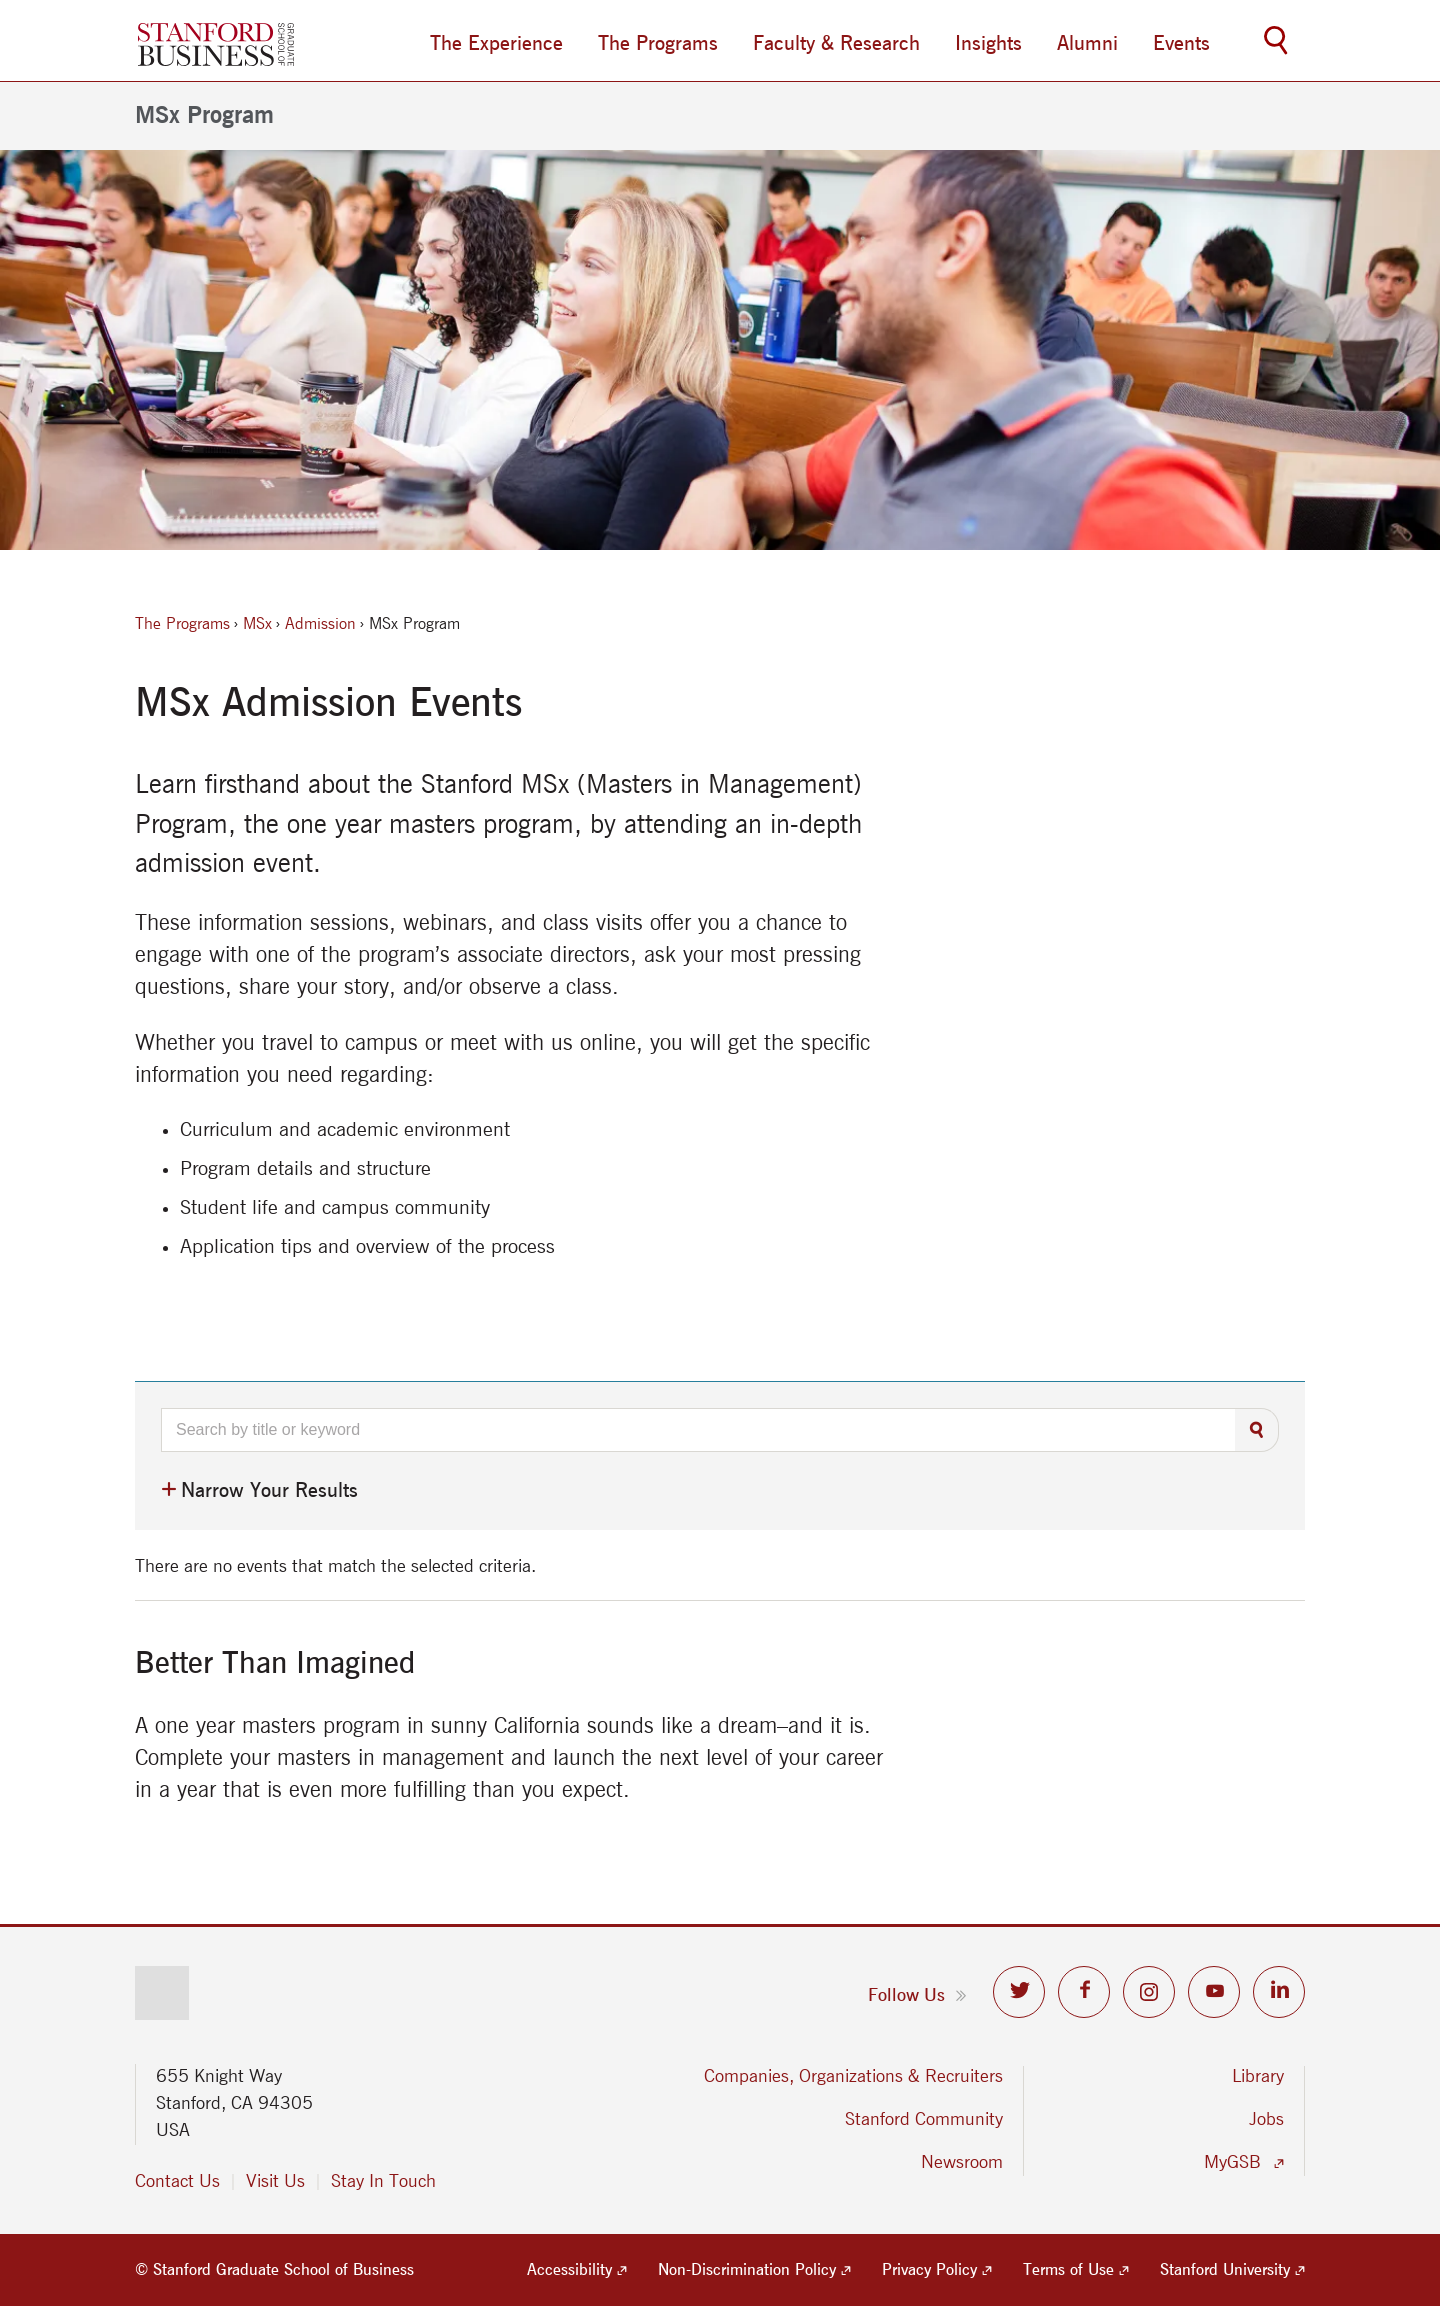 STANFORD
BUSINESS
GRADUATE
SCHOOL OF
The Experience The Programs Faculty & Research Insights Alumni Events
MSx Program
The Programs › MSx › Admission › MSx Program
MSx Admission Events
Learn firsthand about the Stanford MSx (Masters in Management)
Program, the one year masters program, by attending an in-depth
admission event.
These information sessions, webinars, and class visits offer you a chance to
engage with one of the program’s associate directors, ask your most pressing
questions, share your story, and/or observe a class.
Whether you travel to campus or meet with us online, you will get the specific
information you need regarding:
• Curriculum and academic environment
• Program details and structure
• Student life and campus community
• Application tips and overview of the process
Search by title or keyword
+ Narrow Your Results
There are no events that match the selected criteria.
Better Than Imagined
A one year masters program in sunny California sounds like a dream–and it is.
Complete your masters in management and launch the next level of your career
in a year that is even more fulfilling than you expect.
Follow Us »
655 Knight Way
Stanford, CA 94305
USA
Contact Us | Visit Us | Stay In Touch
Companies, Organizations & Recruiters
Stanford Community
Newsroom
Library
Jobs
MyGSB
© Stanford Graduate School of Business Accessibility Non-Discrimination Policy Privacy Policy Terms of Use Stanford University